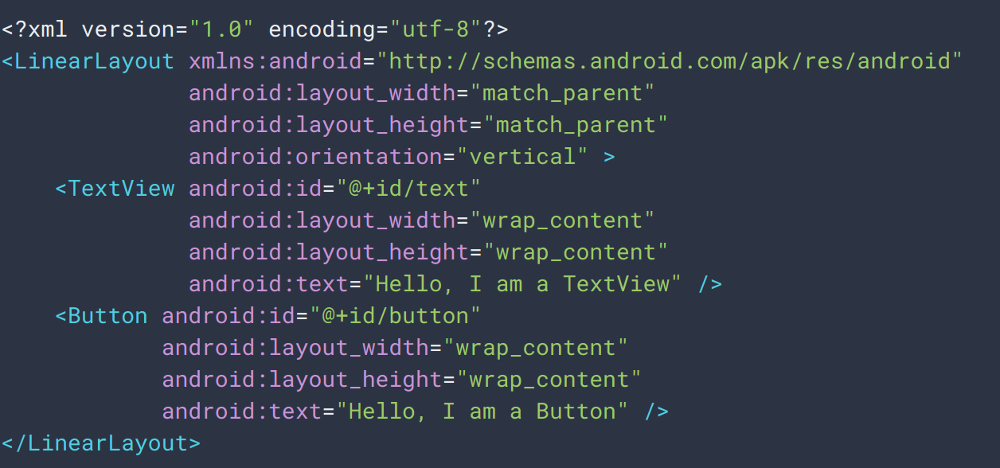 <?xml version="1.0" encoding="utf-8"?>
<LinearLayout xmlns:android="http://schemas.android.com/apk/res/android"
              android:layout_width="match_parent"
              android:layout_height="match_parent"
              android:orientation="vertical" >
    <TextView android:id="@+id/text"
              android:layout_width="wrap_content"
              android:layout_height="wrap_content"
              android:text="Hello, I am a TextView" />
    <Button android:id="@+id/button"
            android:layout_width="wrap_content"
            android:layout_height="wrap_content"
            android:text="Hello, I am a Button" />
</LinearLayout>